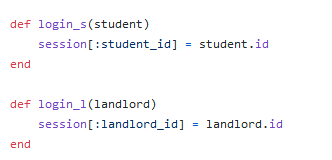 def login_s(student)
    session[:student_id] = student.id
end

def login_l(landlord)
    session[:landlord_id] = landlord.id
end